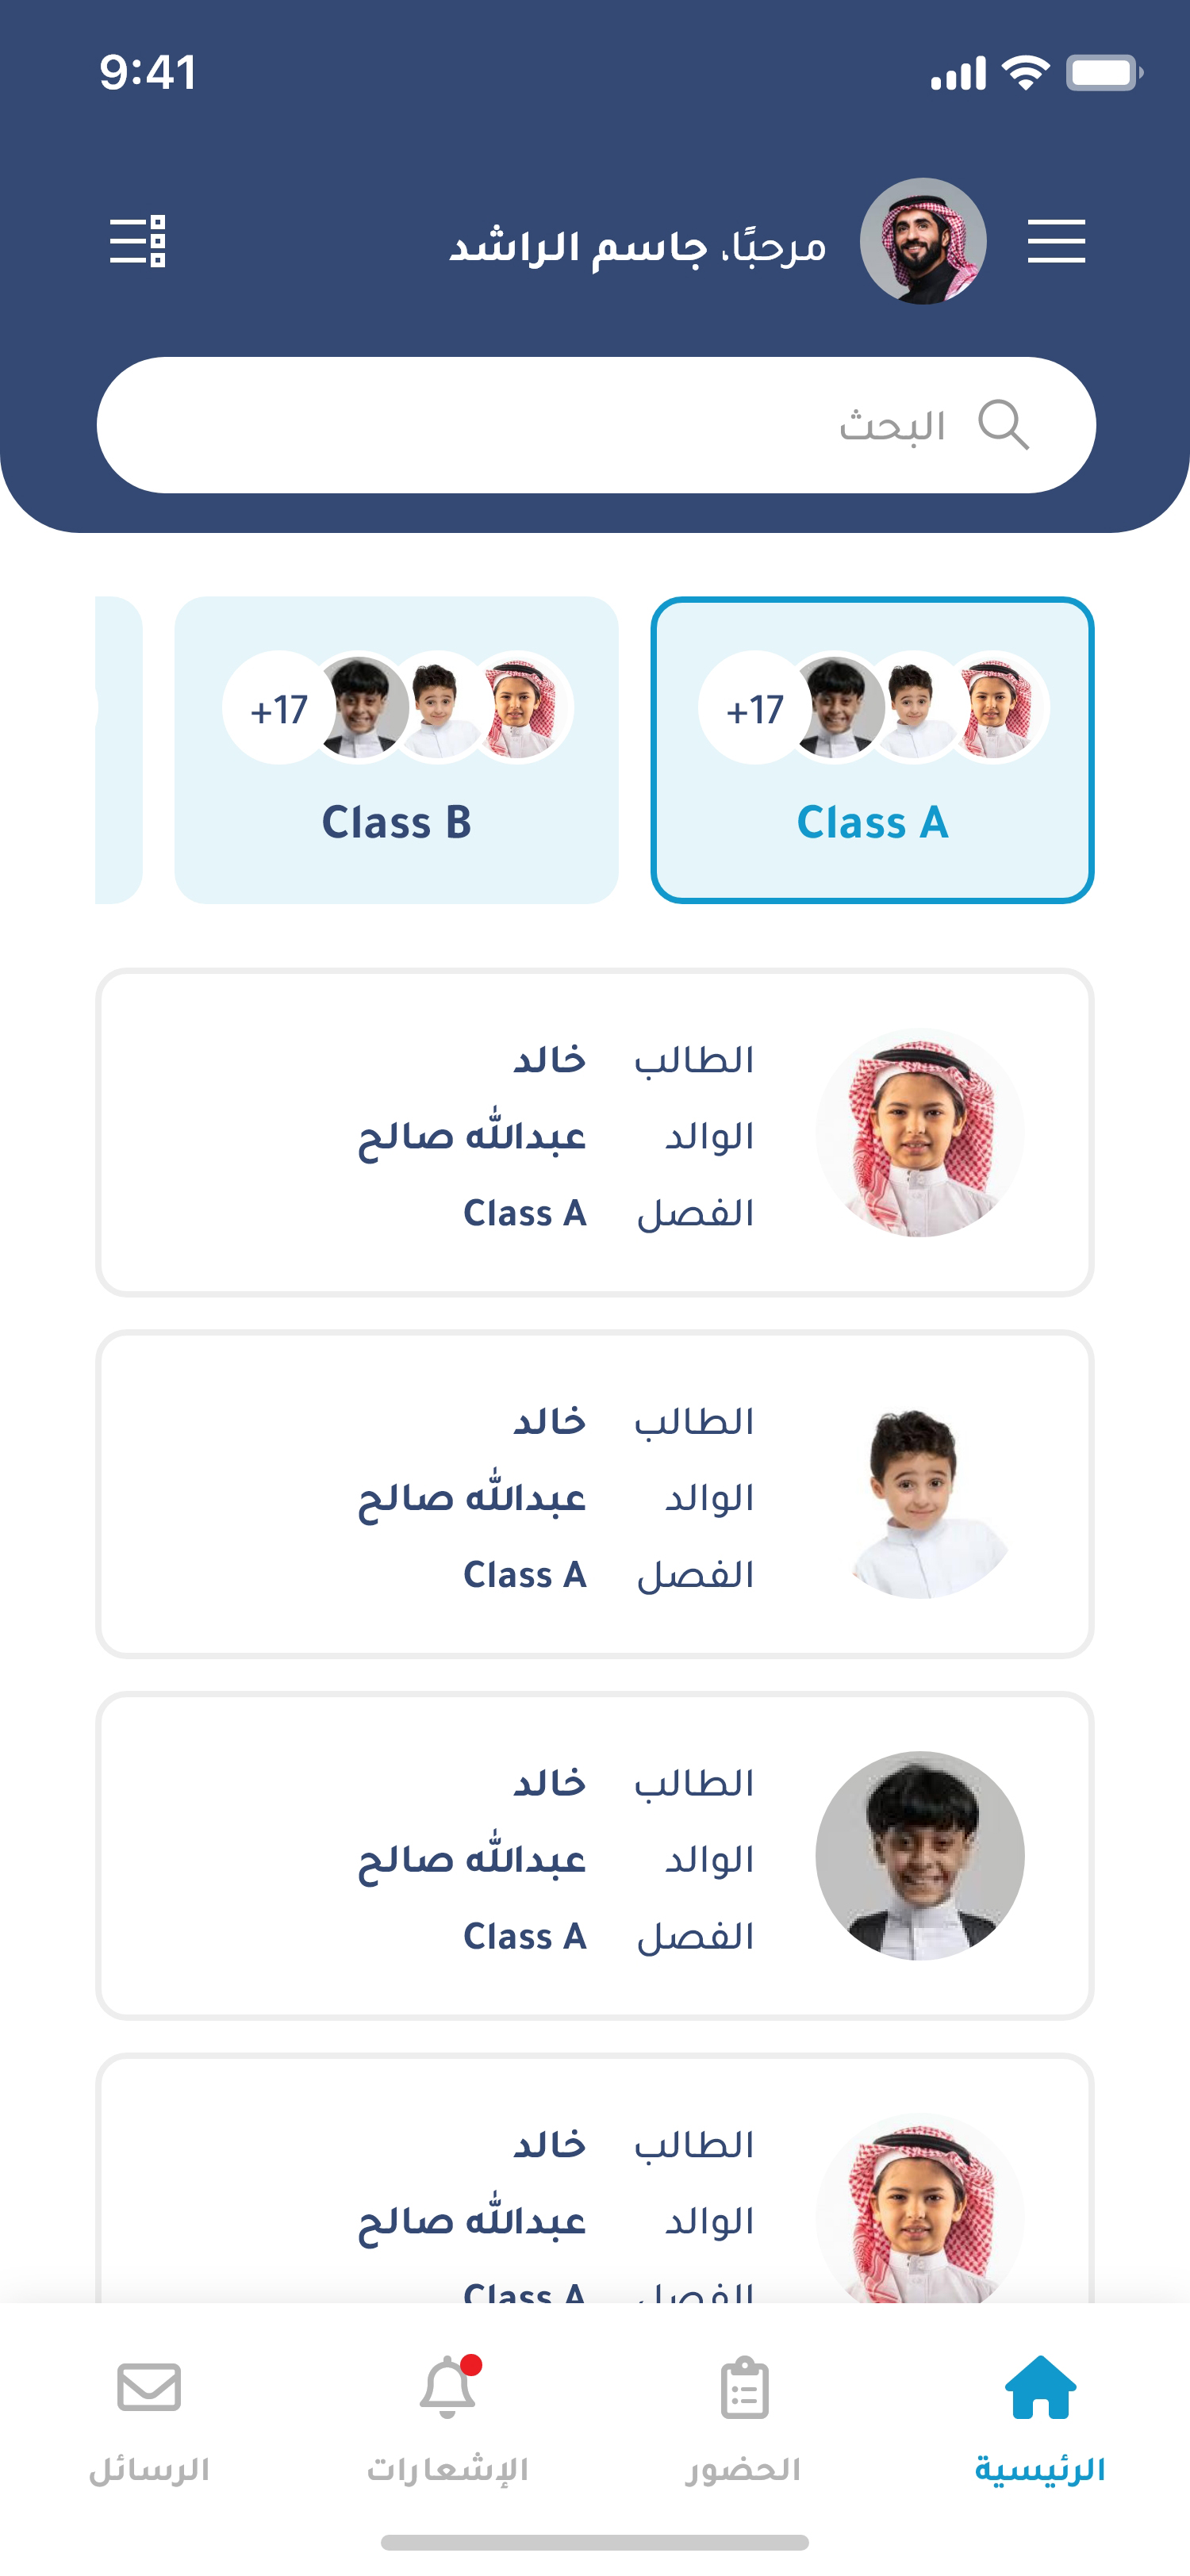 9:41
مرحبًا، جاسم الراشد
البحث
+17
Class A
+17
Class B
الطالب خالد
الوالد عبدالله صالح
الفصل Class A
الطالب خالد
الوالد عبدالله صالح
الفصل Class A
الطالب خالد
الوالد عبدالله صالح
الفصل Class A
الطالب خالد
الوالد عبدالله صالح
الفصل Class A
الرئيسية
الحضور
الإشعارات
الرسائل